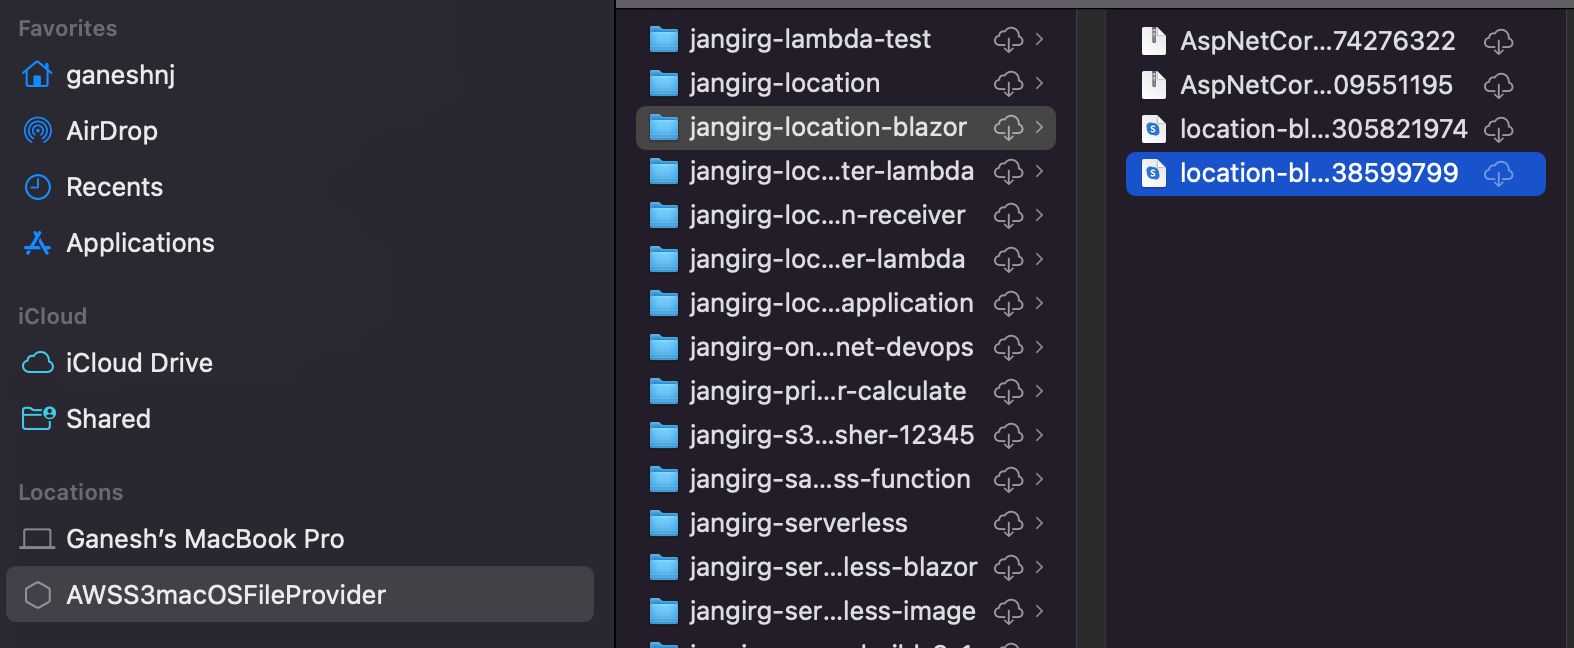 Favorites
ganeshnj
AirDrop
Recents
Applications
iCloud
iCloud Drive
Shared
Locations
Ganesh’s MacBook Pro
AWSS3macOSFileProvider
jangirg-lambda-test
jangirg-location
jangirg-location-blazor
jangirg-loc...ter-lambda
jangirg-loc...n-receiver
jangirg-loc...er-lambda
jangirg-loc...application
jangirg-on...net-devops
jangirg-pri...r-calculate
jangirg-s3...sher-12345
jangirg-sa...ss-function
jangirg-serverless
jangirg-ser...less-blazor
jangirg-ser...less-image
AspNetCor...74276322
AspNetCor...09551195
location-bl...305821974
location-bl...38599799